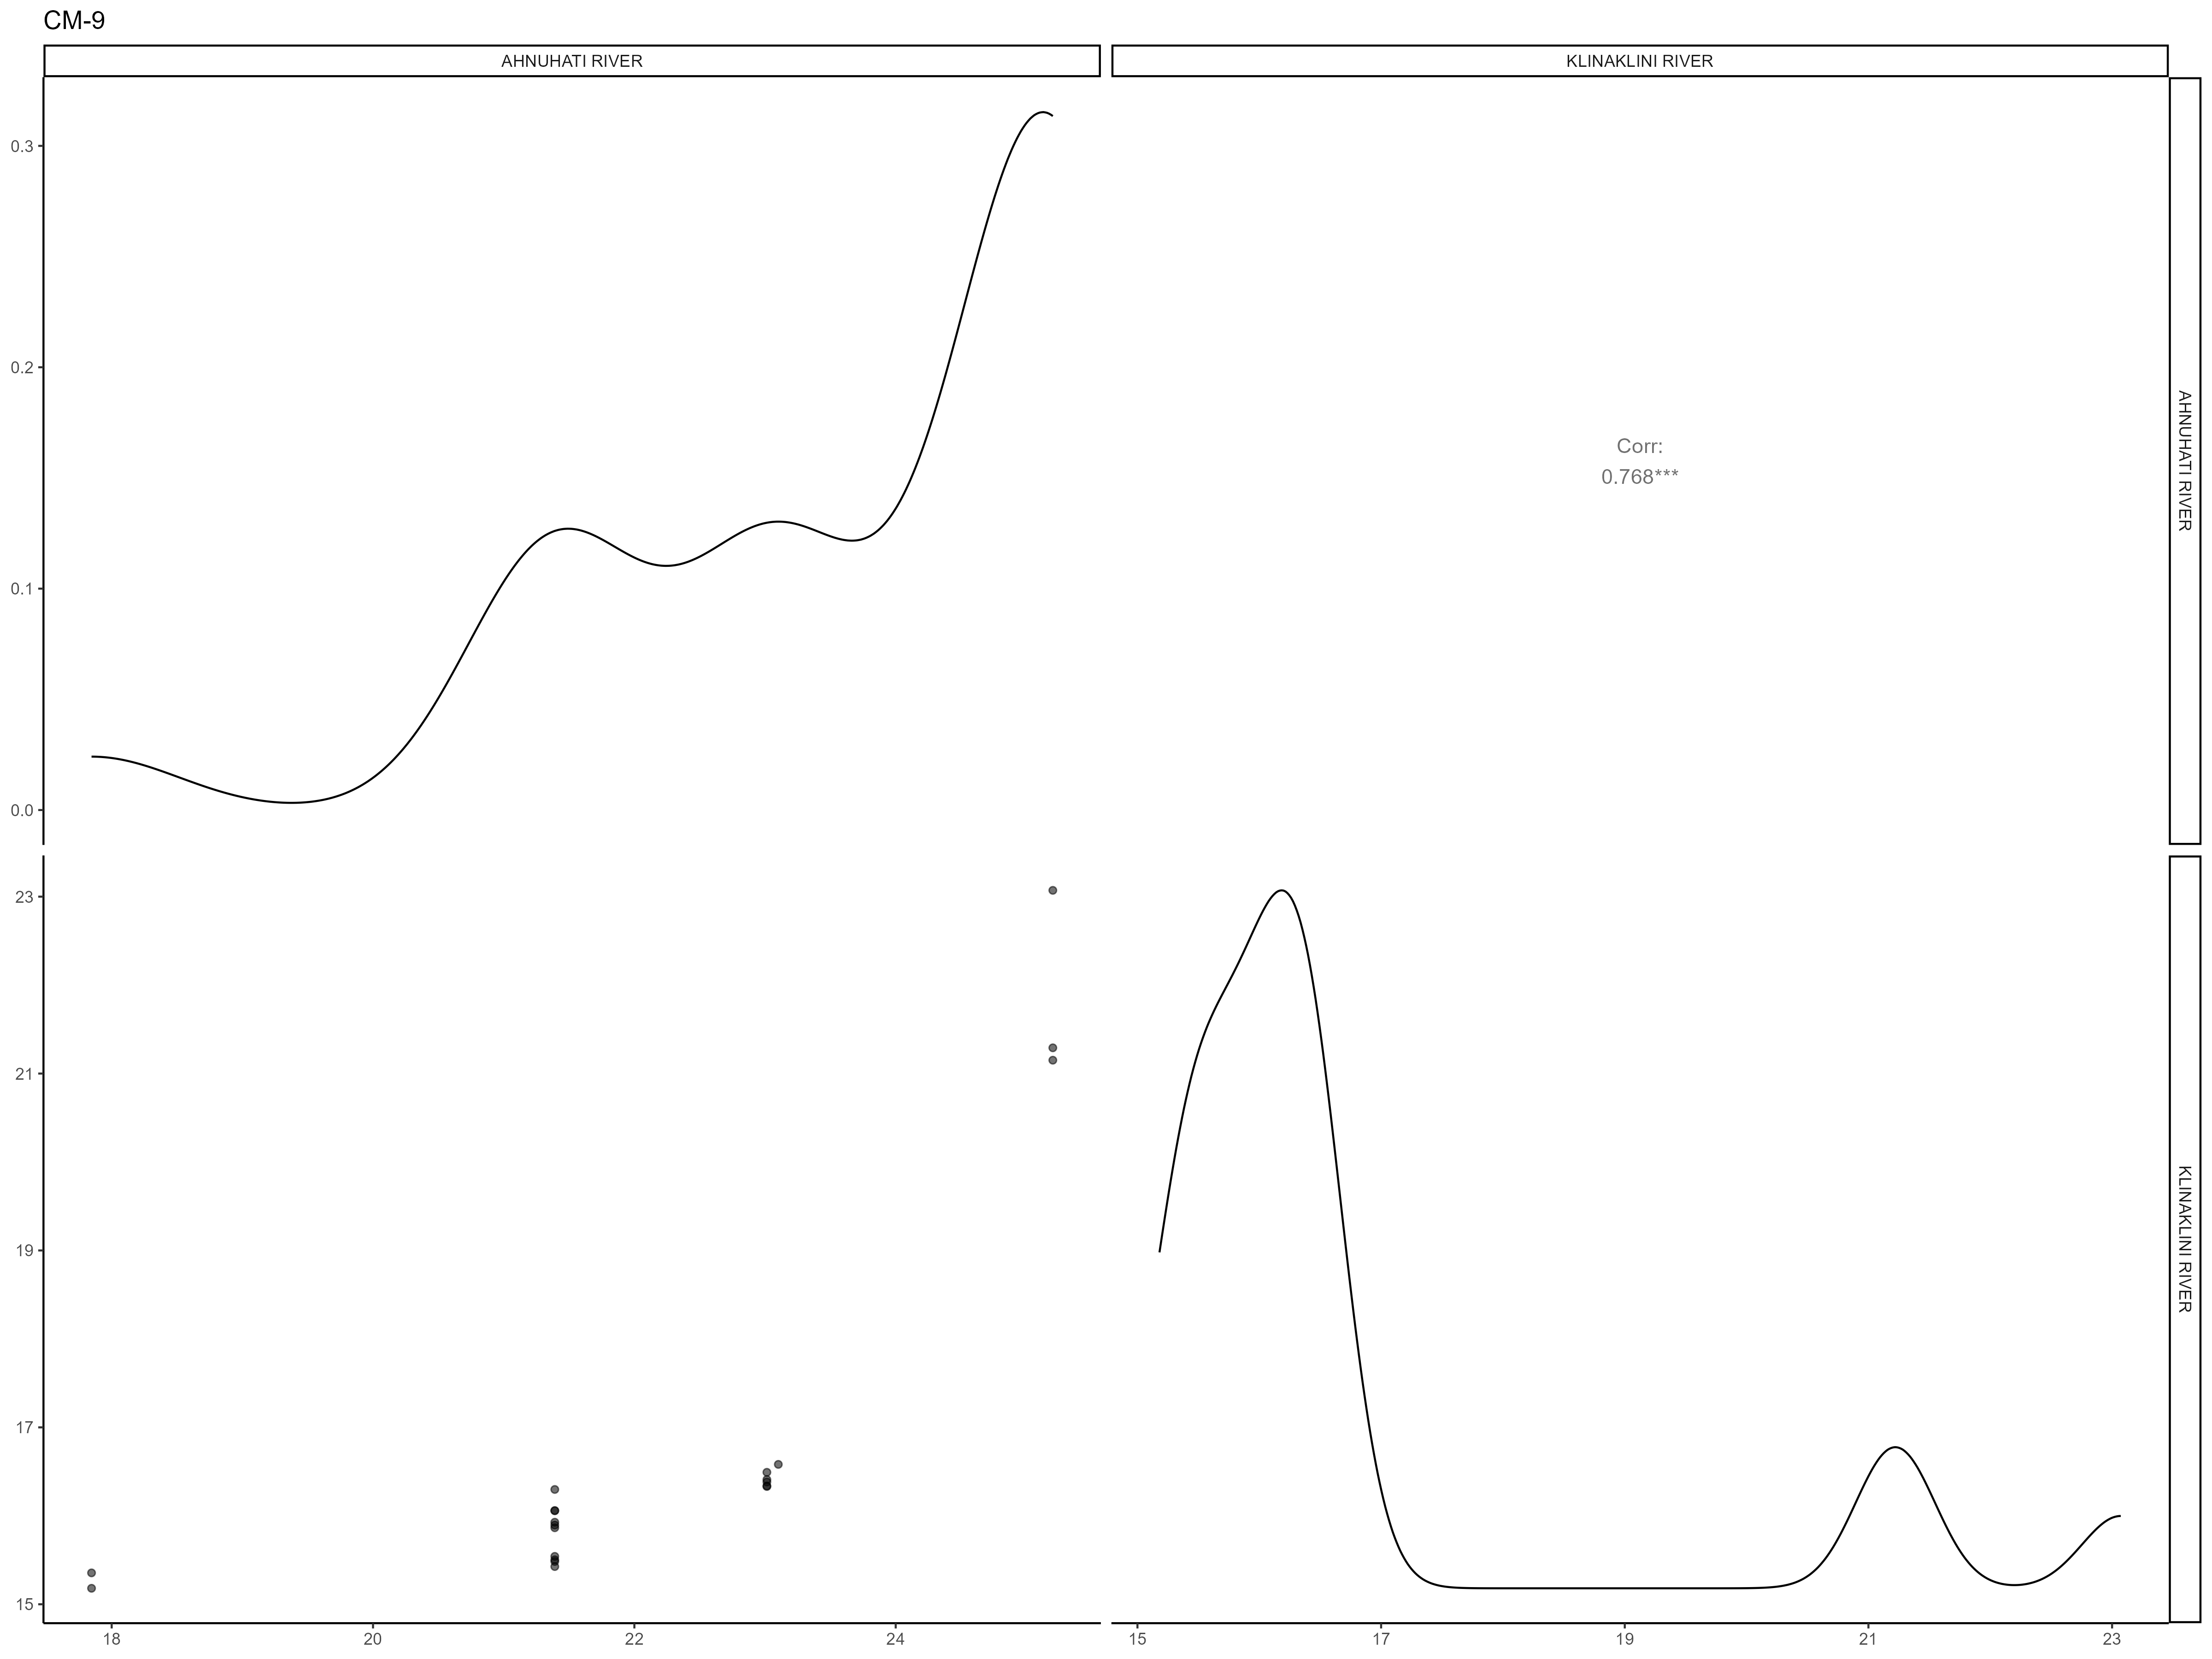 CM-9
AHNUHATI RIVER
KLINAKLINI RIVER
0.3
0.2
0.1
0.0
Corr:
0.768***
AHNUHATI RIVER
23
21
19
17
15
KLINAKLINI RIVER
18 20 22 24
15 17 19 21 23